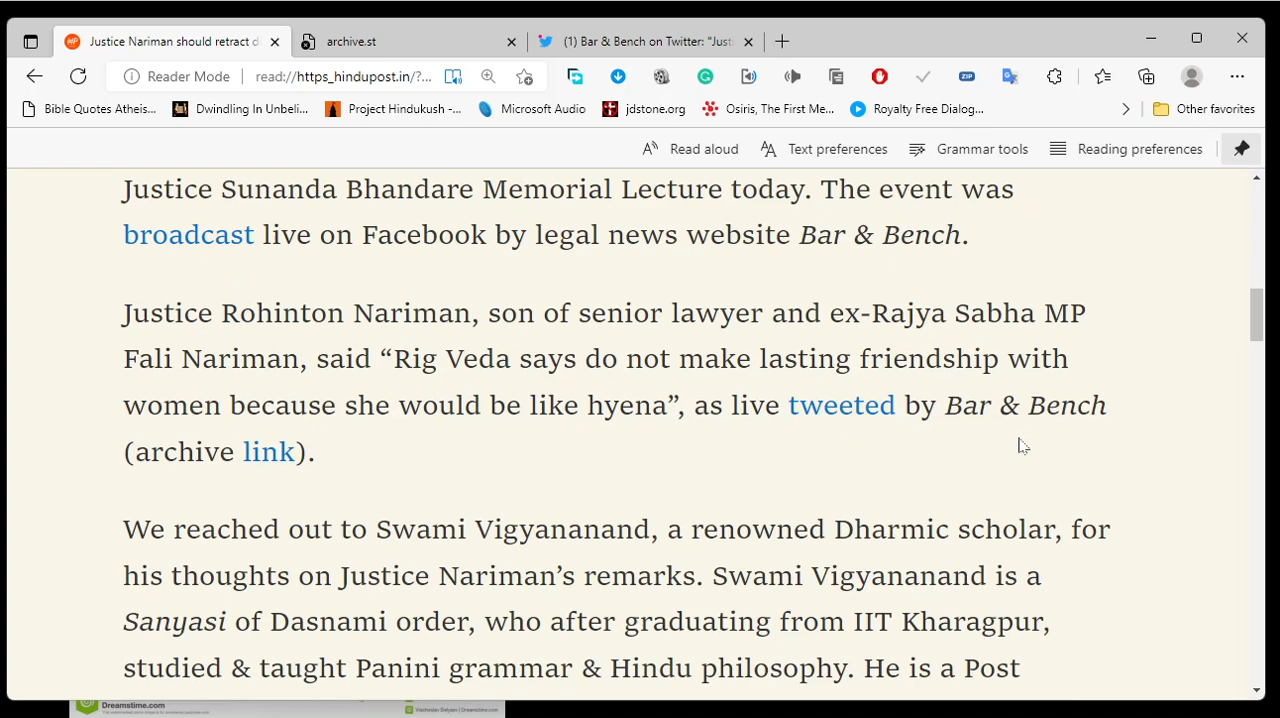 Justice Nariman should retract d
archive.st
(1) Bar & Bench on Twitter: "Just
Reader Mode
read://https_hindupost.in/?...
ZIP
Bible Quotes Atheis...
Dwindling In Unbeli...
Project Hindukush -...
Microsoft Audio
jdstone.org
Osiris, The First Me...
Royalty Free Dialog...
Other favorites
Read aloud
Text preferences
Grammar tools
Reading preferences
Justice Sunanda Bhandare Memorial Lecture today. The event was
broadcast live on Facebook by legal news website Bar & Bench.
Justice Rohinton Nariman, son of senior lawyer and ex-Rajya Sabha MP
Fali Nariman, said “Rig Veda says do not make lasting friendship with
women because she would be like hyena”, as live tweeted by Bar & Bench
(archive link).
We reached out to Swami Vigyananand, a renowned Dharmic scholar, for
his thoughts on Justice Nariman’s remarks. Swami Vigyananand is a
Sanyasi of Dasnami order, who after graduating from IIT Kharagpur,
studied & taught Panini grammar & Hindu philosophy. He is a Post
Dreamstime.com